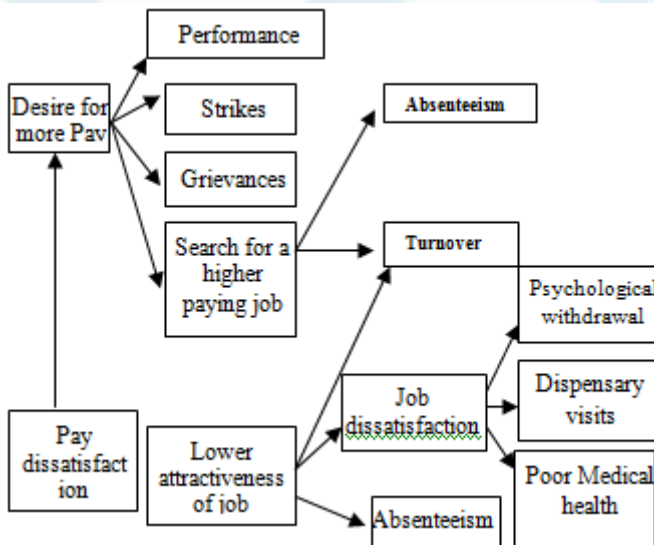 Performance
Desire for
more Pav
Strikes
Absenteeism
Grievances
Search for a
higher
paying job
Turnover
Psychological
withdrawal
Job
dissatisfaction
Dispensary
visits
Pay
dissatisfact
ion
Lower
attractiveness
of job
Poor Medical
health
Absenteeism